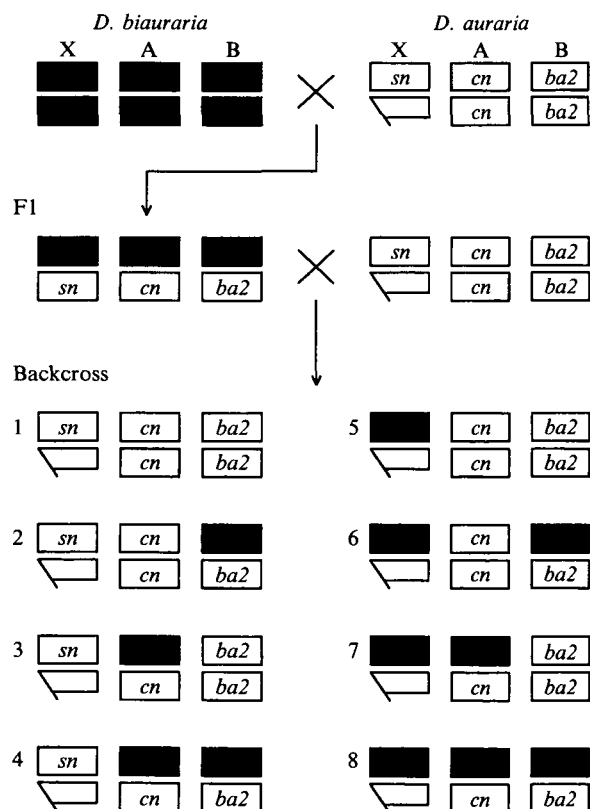 D. biauraria D. auraria
X A B X A B
sn cn ba2
cn ba2
F1
sn cn ba2
sn cn ba2
cn ba2
Backcross
1 sn cn ba2 5 cn ba2
cn ba2 cn ba2
2 sn cn 6 cn
cn ba2 cn ba2
3 sn ba2 7 ba2
cn ba2 cn ba2
4 sn 8
cn ba2 cn ba2